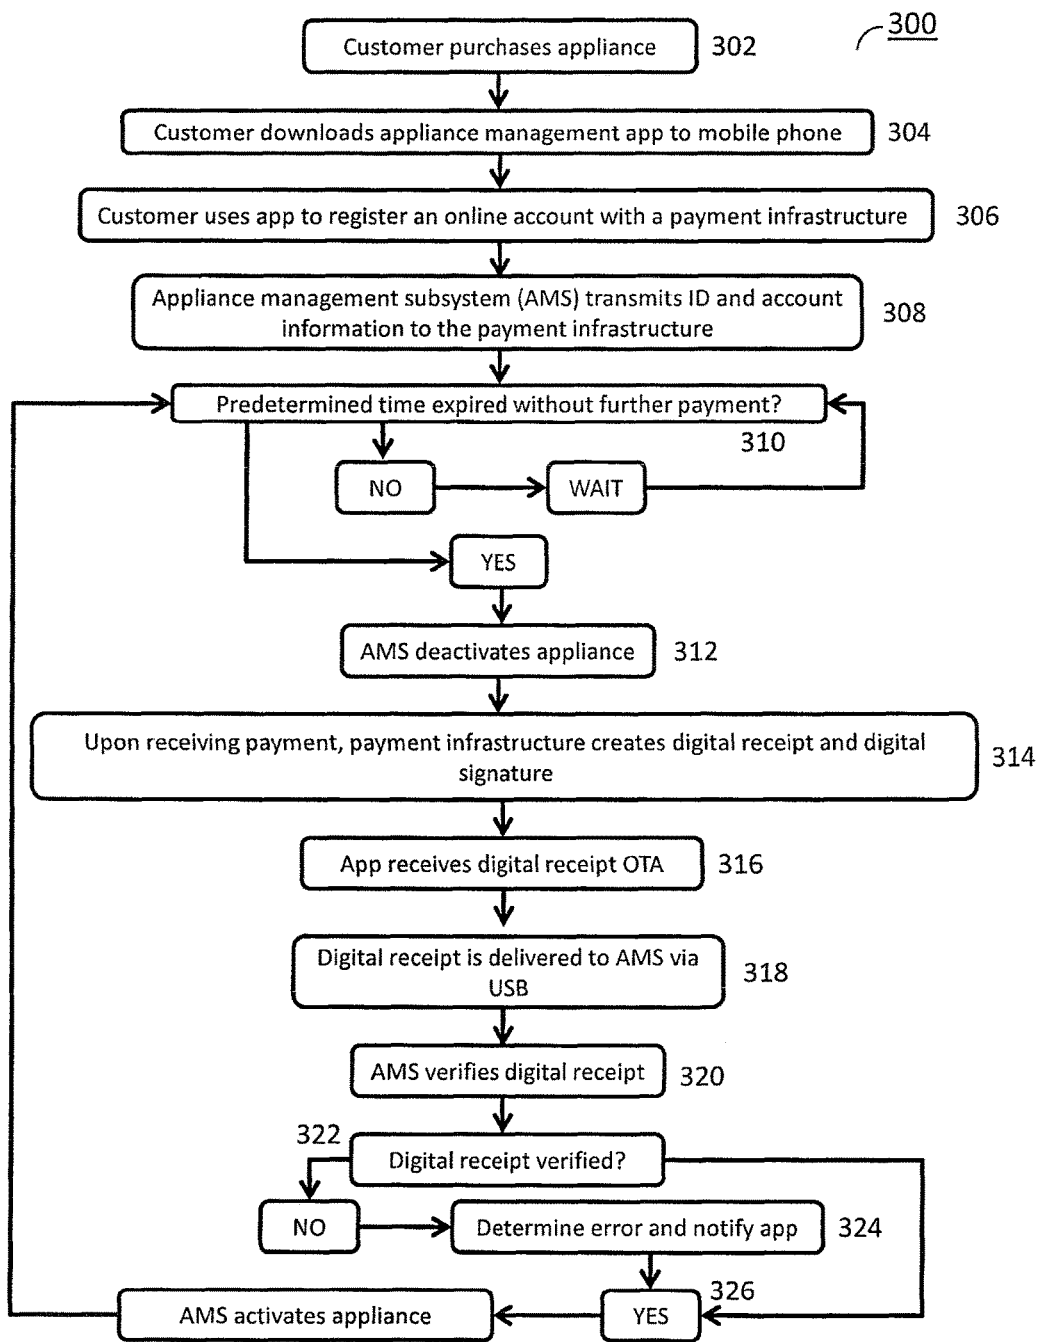 300
Customer purchases appliance 302
Customer downloads appliance management app to mobile phone 304
Customer uses app to register an online account with a payment infrastructure 306
Appliance management subsystem (AMS) transmits ID and account
information to the payment infrastructure 308
Predetermined time expired without further payment?
310
NO WAIT
YES
AMS deactivates appliance 312
Upon receiving payment, payment infrastructure creates digital receipt and digital
signature 314
App receives digital receipt OTA 316
Digital receipt is delivered to AMS via
USB 318
AMS verifies digital receipt 320
322
Digital receipt verified?
NO Determine error and notify app 324
326
AMS activates appliance YES